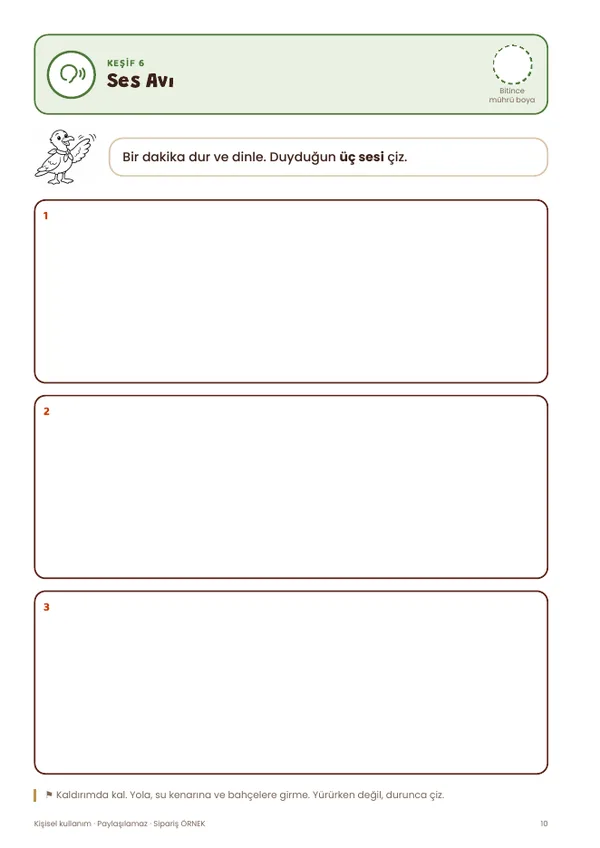 KEŞİF 6
Ses Avı
Bitince
mührü boya
Bir dakika dur ve dinle. Duyduğun üç sesi çiz.
1
2
3
⚑ Kaldırımda kal. Yola, su kenarına ve bahçelere girme. Yürürken değil, durunca çiz.
Kişisel kullanım · Paylaşılamaz · Sipariş ÖRNEK
10